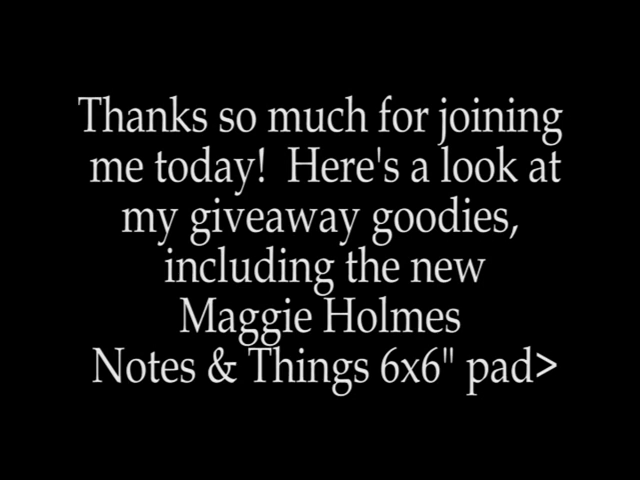 Thanks so much for joining
me today!  Here's a look at
my giveaway goodies,
including the new
Maggie Holmes
Notes & Things 6x6" pad>